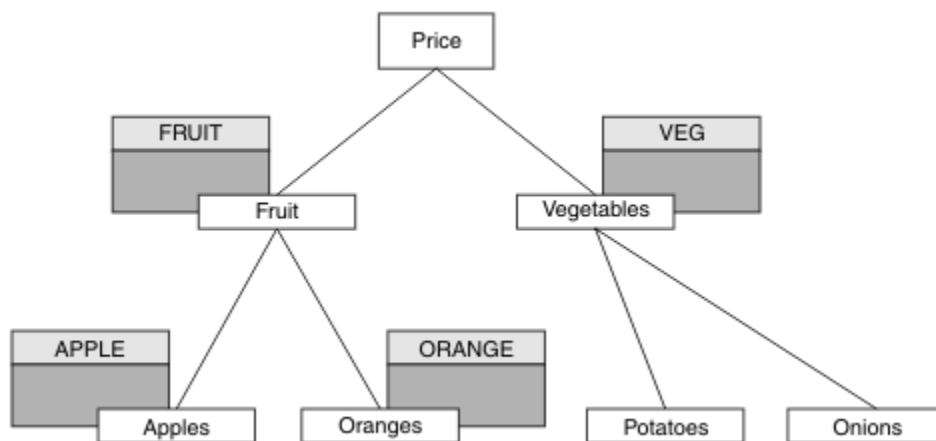 Price
FRUIT
VEG
Fruit
Vegetables
APPLE
ORANGE
Apples
Oranges
Potatoes
Onions